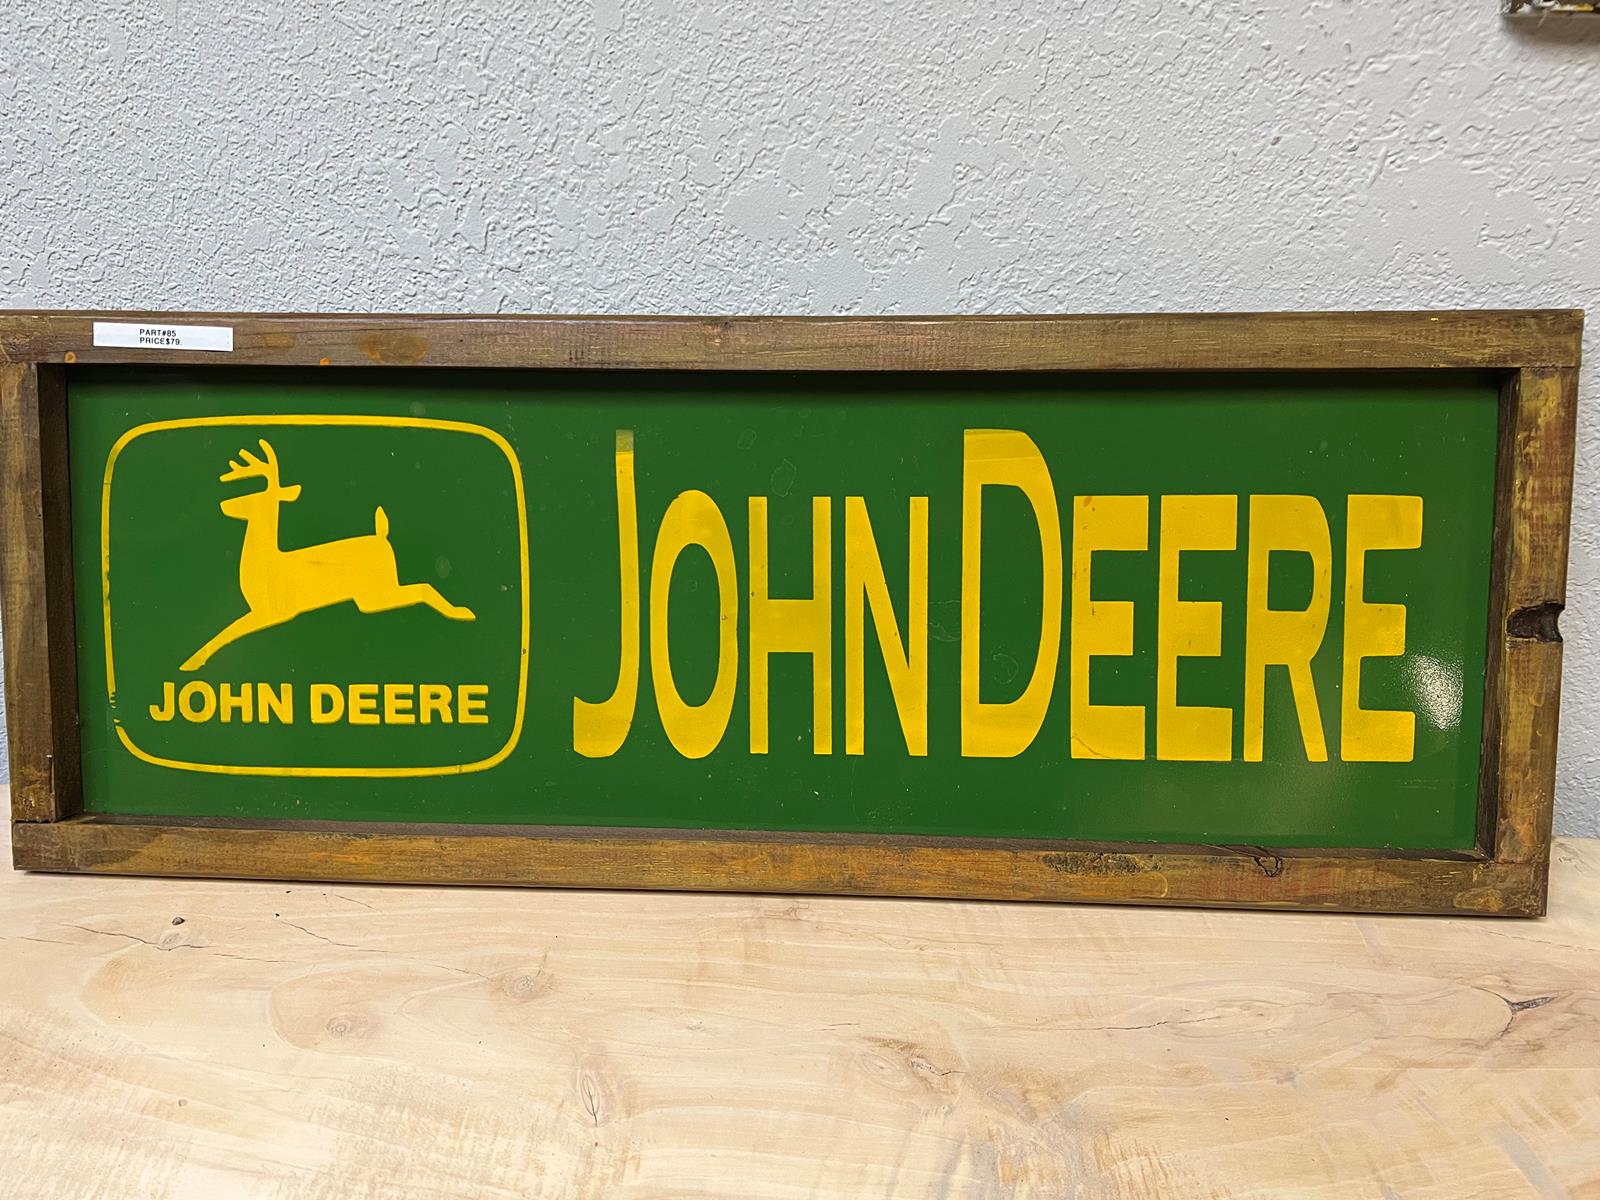 PART#85
PRICE$79.
JOHN DEERE
JOHN DEERE